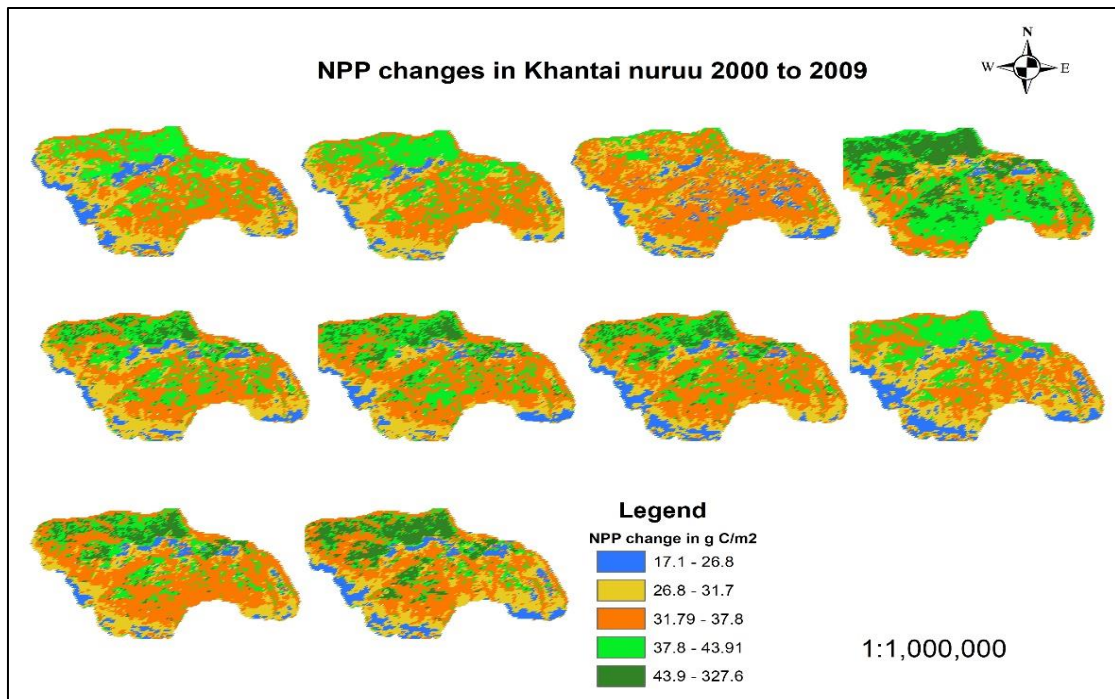 NPP changes in Khantai nuruu 2000 to 2009
N
W E
S
Legend
NPP change in g C/m2
17.1 - 26.8
26.8 - 31.7
31.79 - 37.8
37.8 - 43.91
43.9 - 327.6
1:1,000,000